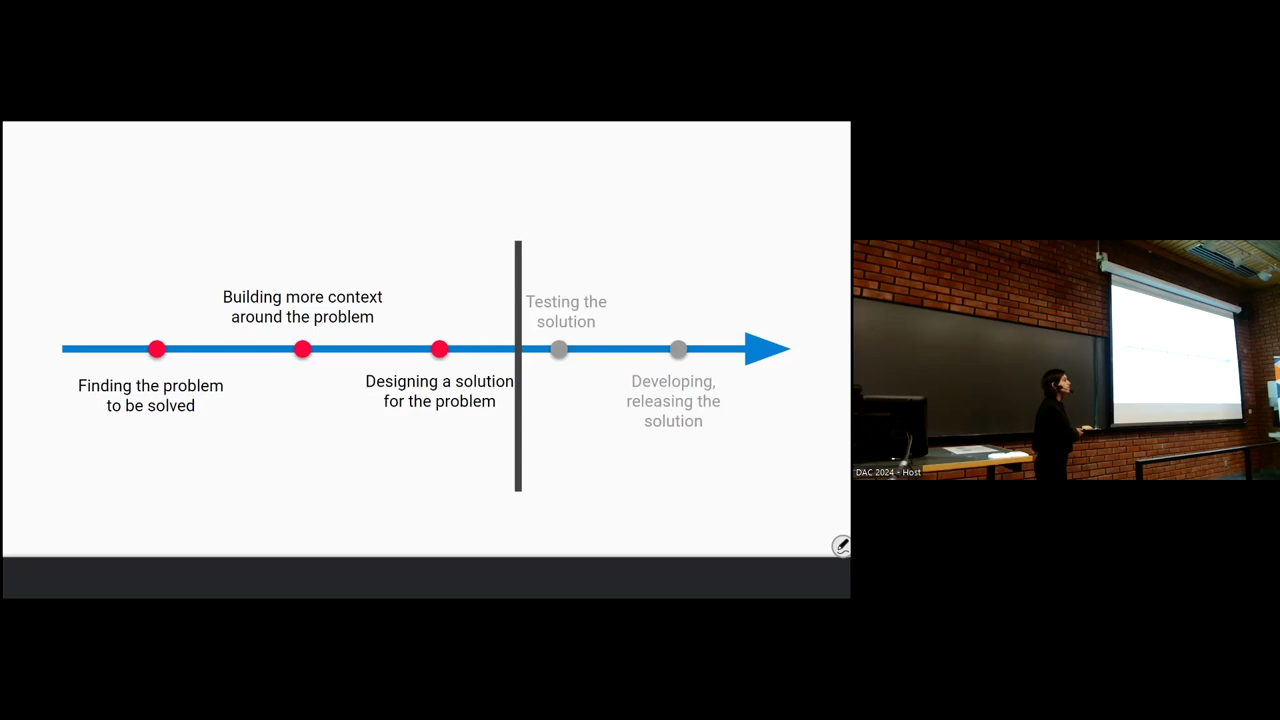 Building more context
around the problem
Testing the
solution
Finding the problem
to be solved
Designing a solution
for the problem
Developing,
releasing the
solution
DAC 2024 - Host